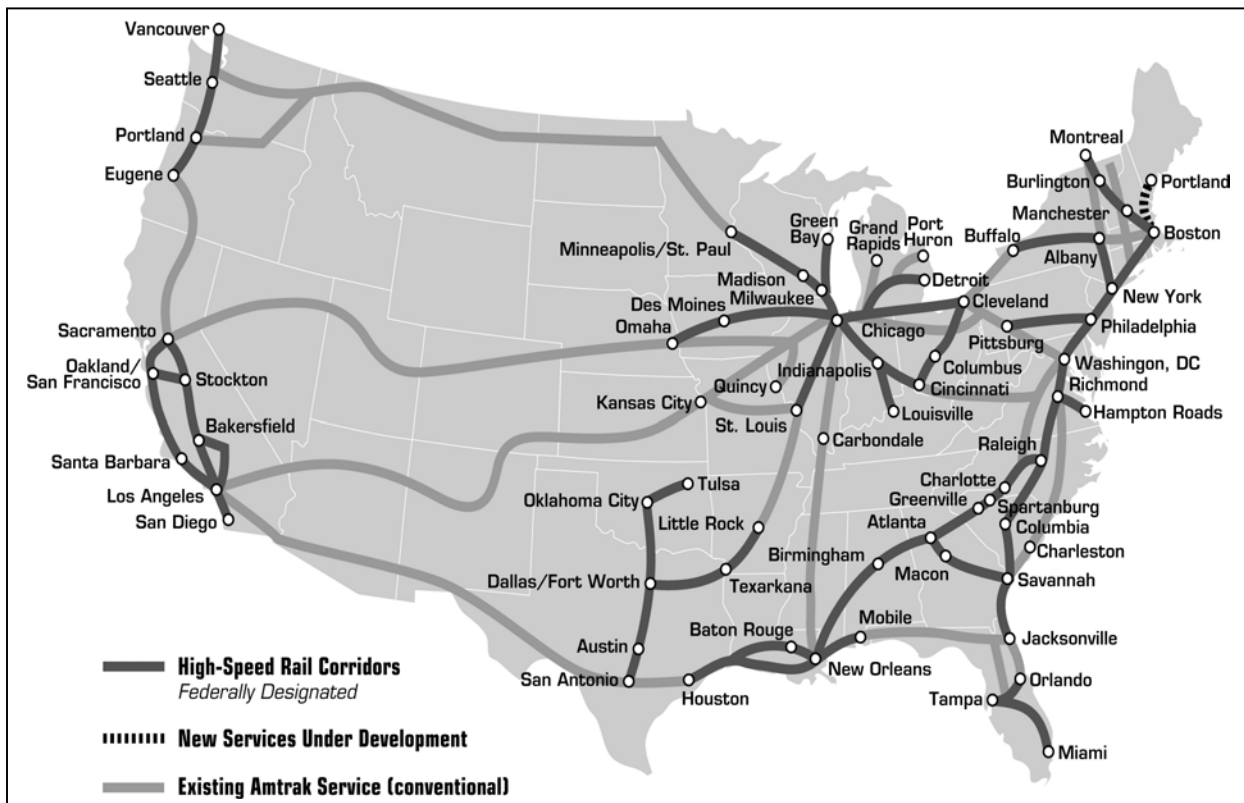 Vancouver
Seattle
Portland
Eugene
Montreal
Burlington
Portland
Manchester
Boston
Buffalo
Albany
New York
Green
Bay
Grand
Rapids
Port
Huron
Minneapolis/St. Paul
Madison
Milwaukee
Detroit
Cleveland
Des Moines
Omaha
Chicago
Pittsburg
Philadelphia
Sacramento
Oakland/
San Francisco
Stockton
Indianapolis
Columbus
Cincinnati
Washingon, DC
Richmond
Quincy
Kansas City
St. Louis
Louisville
Hampton Roads
Bakersfield
Carbondale
Santa Barbara
Raleigh
Los Angeles
San Diego
Tulsa
Oklahoma City
Charlotte
Greenville
Spartanburg
Columbia
Little Rock
Atlanta
Birmingham
Charleston
Macon
Dallas/Fort Worth
Texarkana
Savannah
Mobile
Baton Rouge
Jacksonville
Austin
New Orleans
San Antonio
Houston
Orlando
Tampa
Miami
High-Speed Rail Corridors
Federally Designated
New Services Under Development
Existing Amtrak Service (conventional)